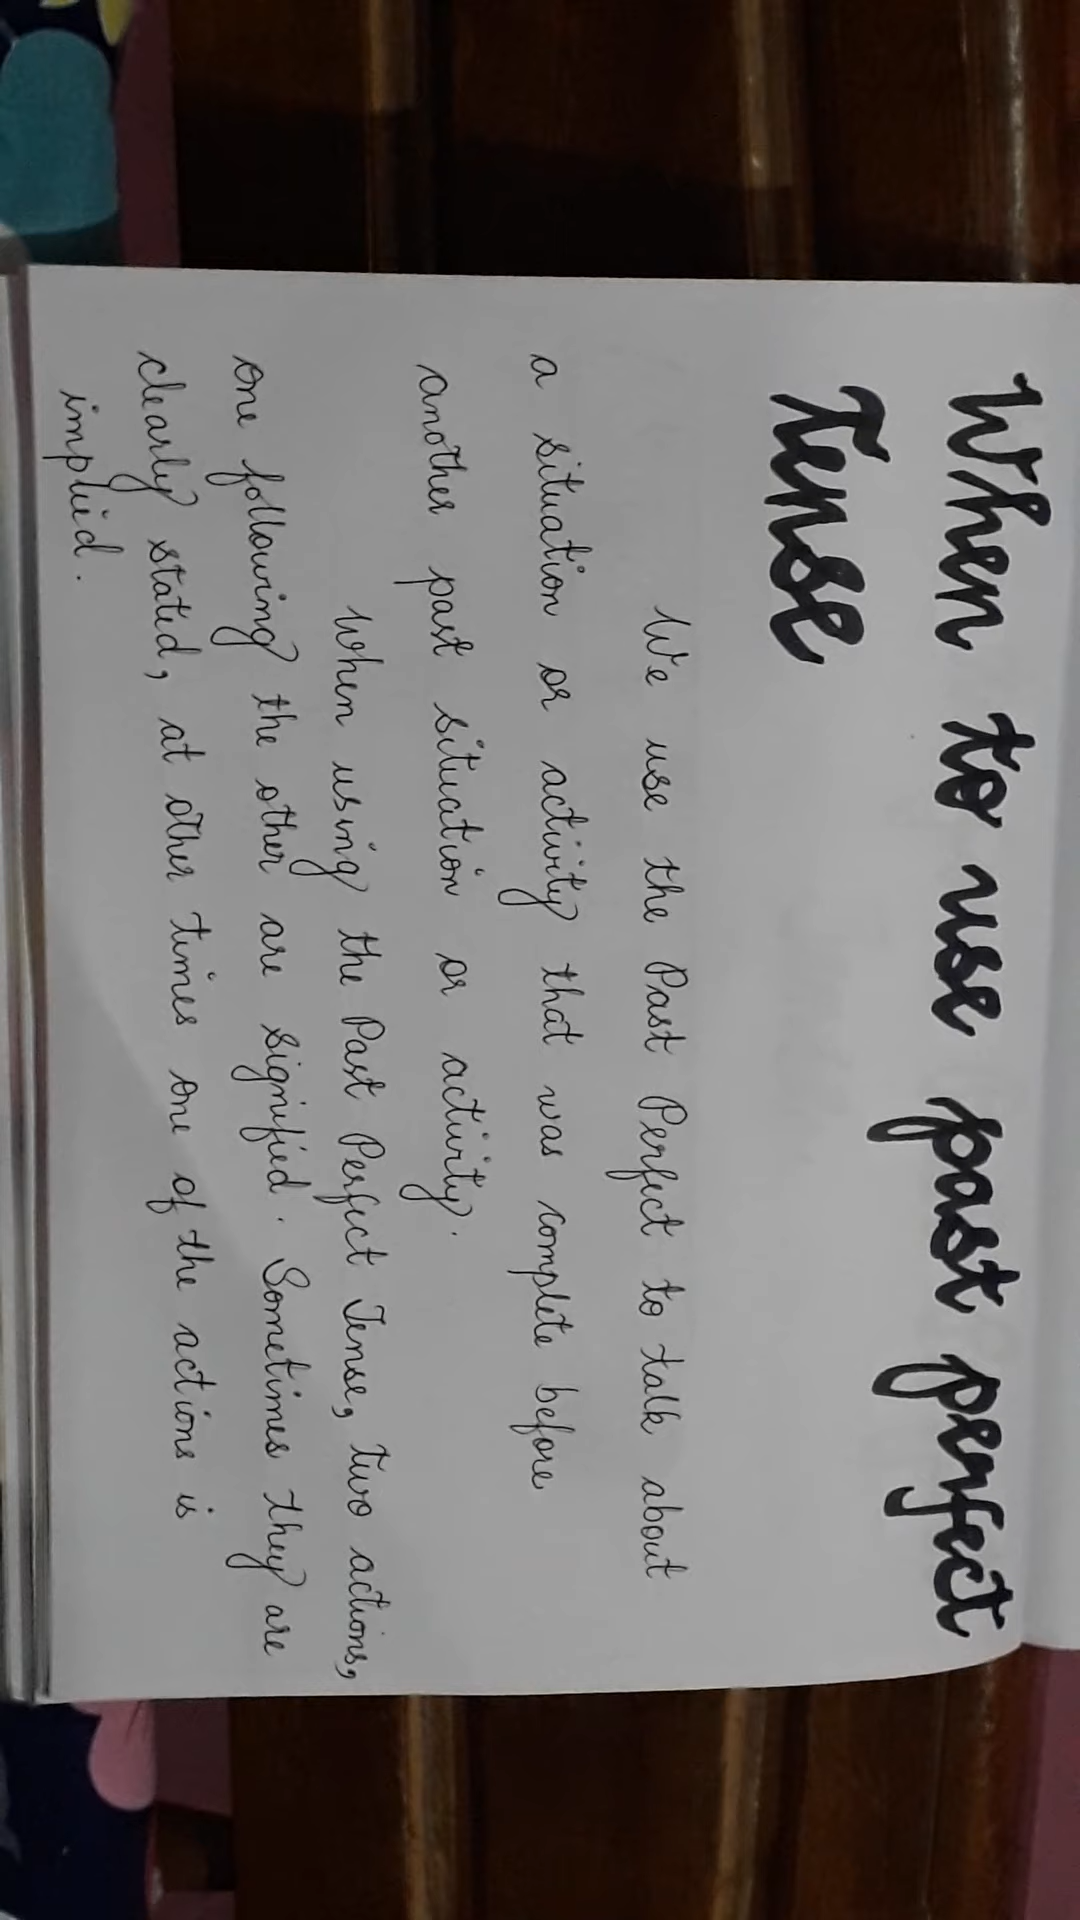 When to use past perfect
Tense
We use the Past Perfect to talk about
a situation or activity that was complete before
another past situation or activity.
When using the Past Perfect Tense, two actions,
one following the other are signified. Sometimes they are
clearly stated, at other times one of the actions is
implied.